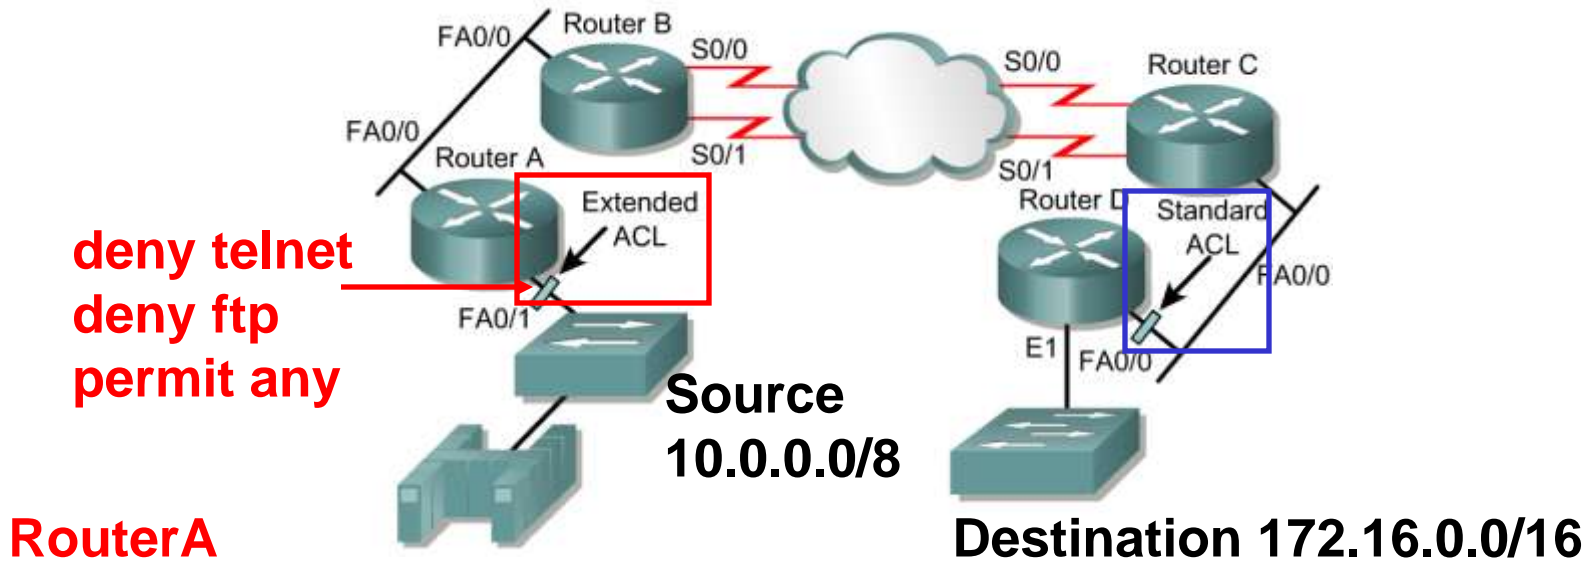 FA0/0
Router B
S0/0
S0/0
Router C
FA0/0
Router A
S0/1
S0/1
Extended
ACL
Router D
Standard
ACL
FA0/0
deny telnet
deny ftp
permit any
FA0/1
E1
FA0/0
Source
10.0.0.0/8
RouterA
Destination 172.16.0.0/16